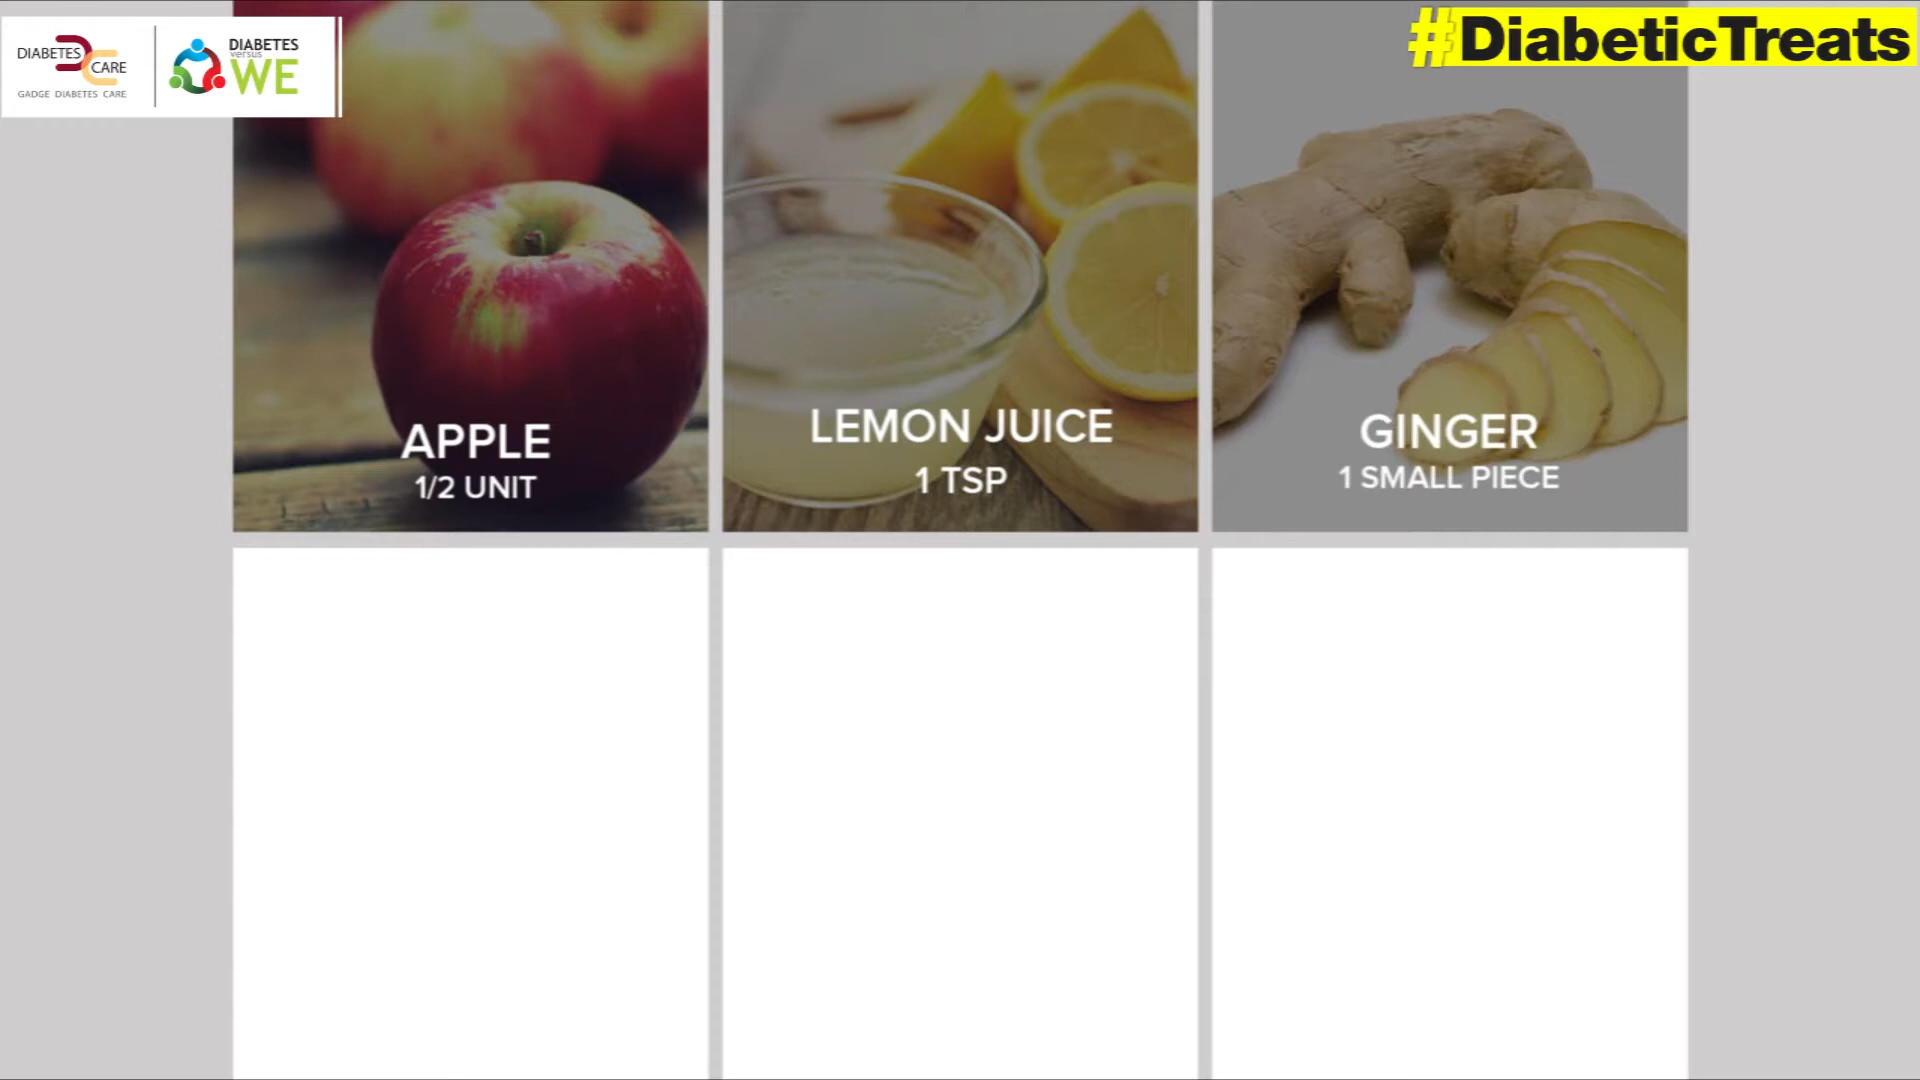 DIABETES
CARE
GADGE DIABETES CARE
DIABETES
versus
WE
#DiabeticTreats
APPLE
1/2 UNIT
LEMON JUICE
1 TSP
GINGER
1 SMALL PIECE